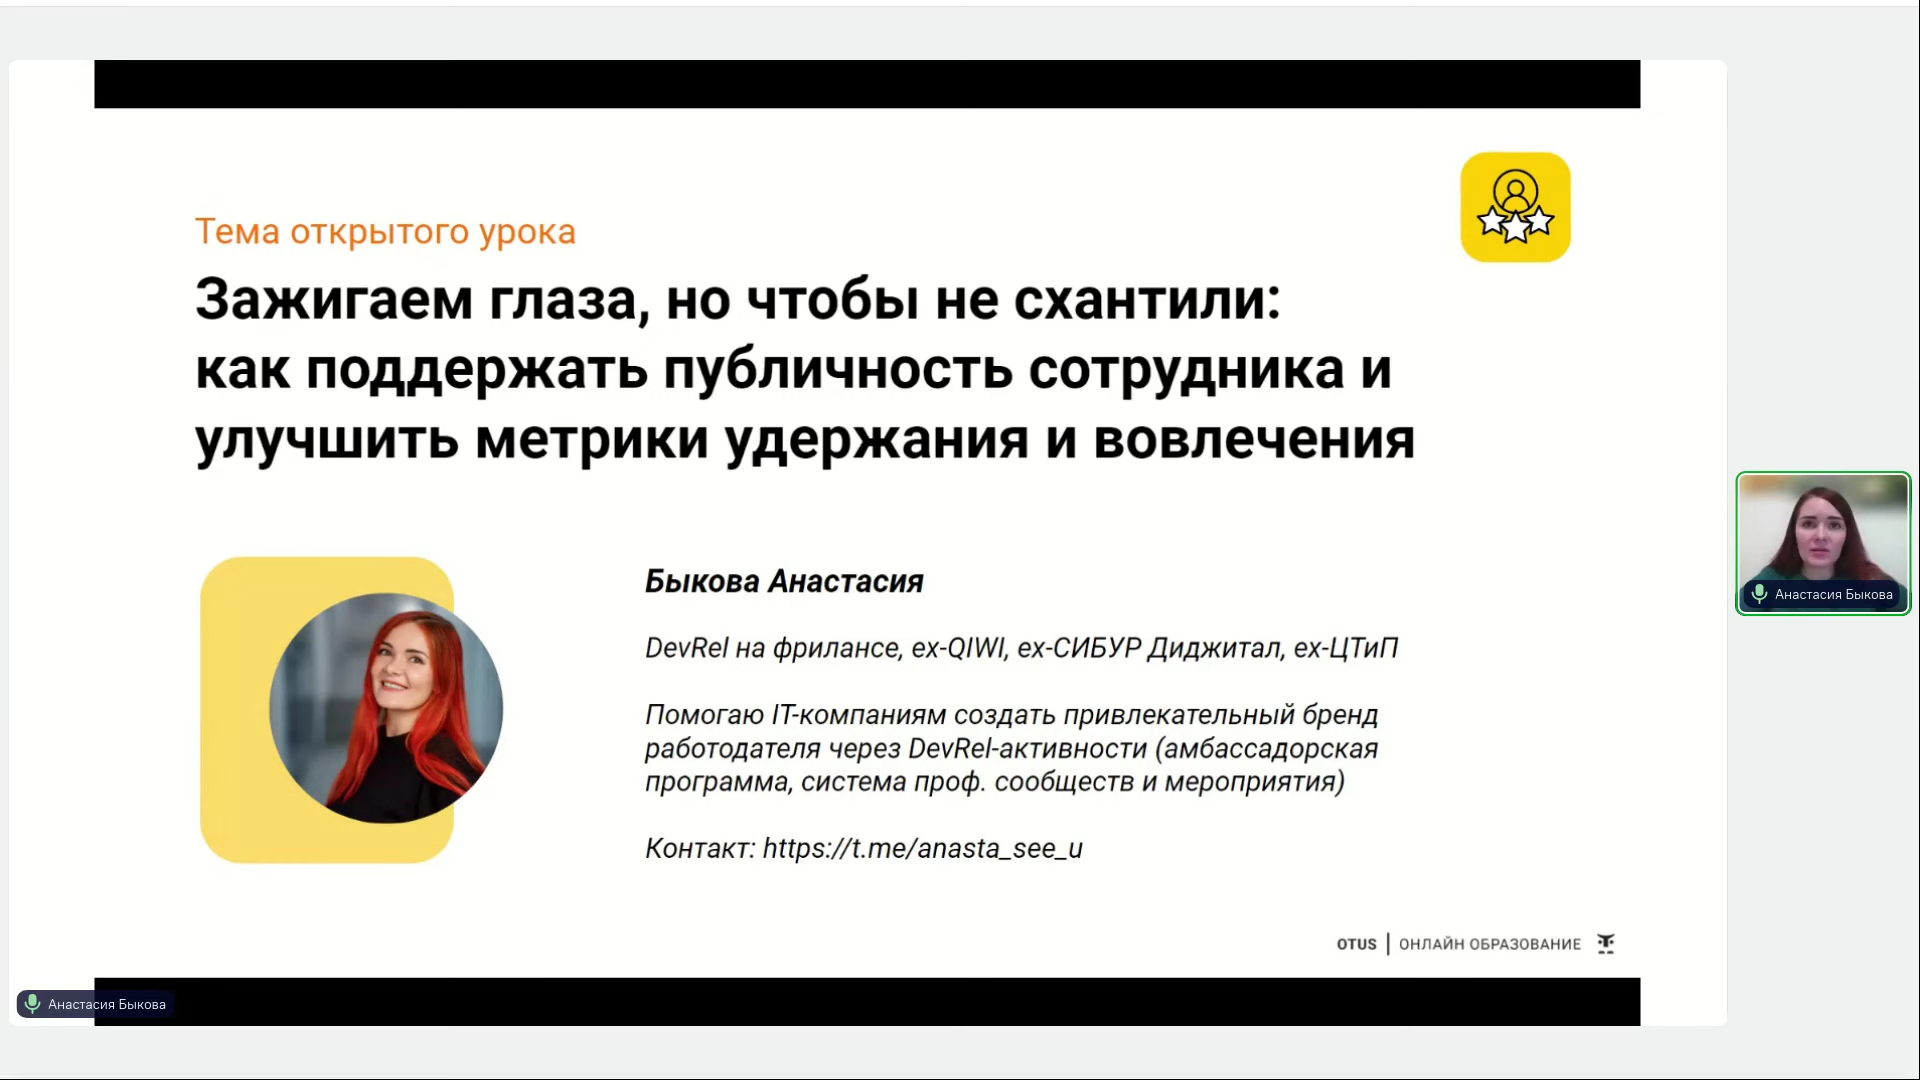 Тема открытого урока
Зажигаем глаза, но чтобы не схантили:
как поддержать публичность сотрудника и
улучшить метрики удержания и вовлечения
Быкова Анастасия
DevRel на фрилансе, ex-QIWI, ex-СИБУР Диджитал, ex-ЦТиП
Помогаю IT-компаниям создать привлекательный бренд
работодателя через DevRel-активности (амбассадорская
программа, система проф. сообществ и мероприятия)
Контакт: https://t.me/anasta_see_u
OTUS | ОНЛАЙН ОБРАЗОВАНИЕ
Анастасия Быкова
Анастасия Быкова